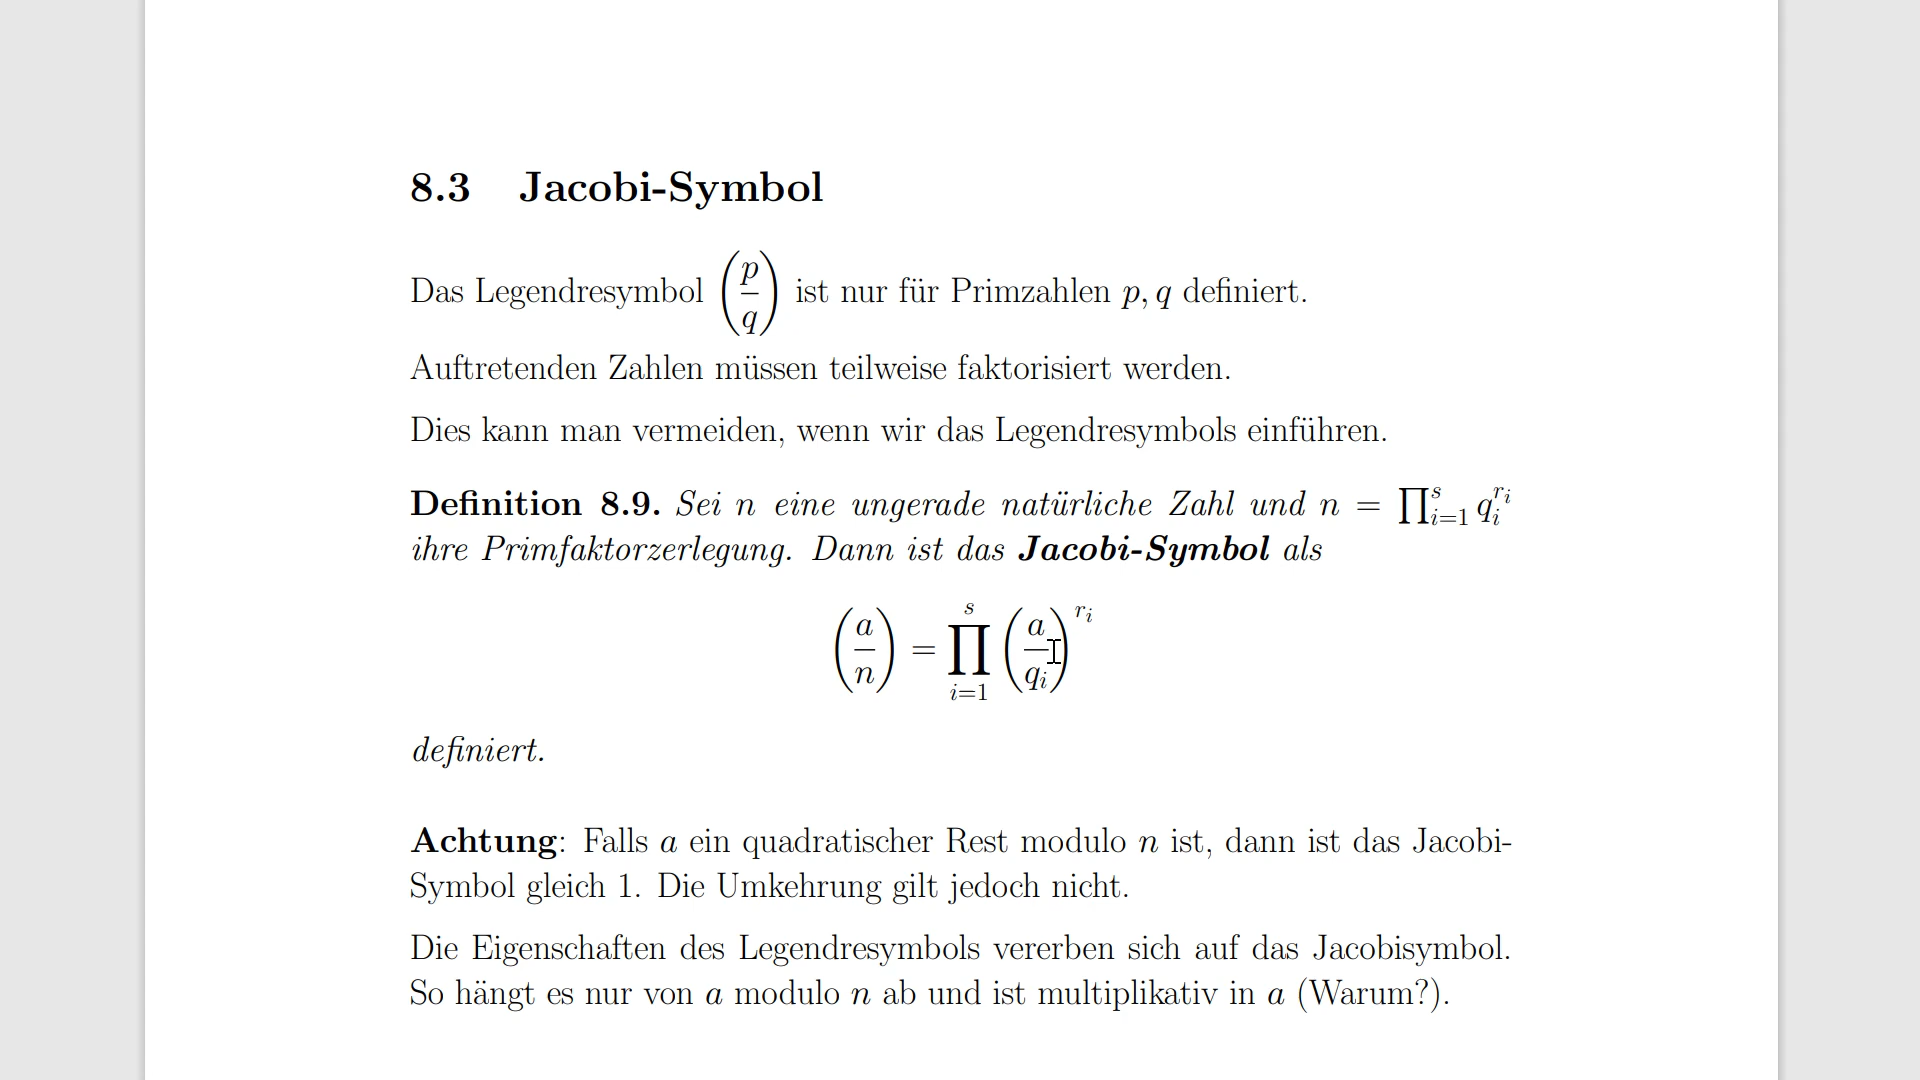 8.3 Jacobi-Symbol
Das Legendresymbol (p/q) ist nur für Primzahlen p, q definiert.
Auftretenden Zahlen müssen teilweise faktorisiert werden.
Dies kann man vermeiden, wenn wir das Legendresymbols einführen.
Definition 8.9. Sei n eine ungerade natürliche Zahl und n = ∏_{i=1}^{s} q_i^{r_i}
ihre Primfaktorzerlegung. Dann ist das Jacobi-Symbol als
(a/n) = ∏_{i=1}^{s} (a/q_i)^{r_i}
definiert.
Achtung: Falls a ein quadratischer Rest modulo n ist, dann ist das Jacobi-
Symbol gleich 1. Die Umkehrung gilt jedoch nicht.
Die Eigenschaften des Legendresymbols vererben sich auf das Jacobisymbol.
So hängt es nur von a modulo n ab und ist multiplikativ in a (Warum?).